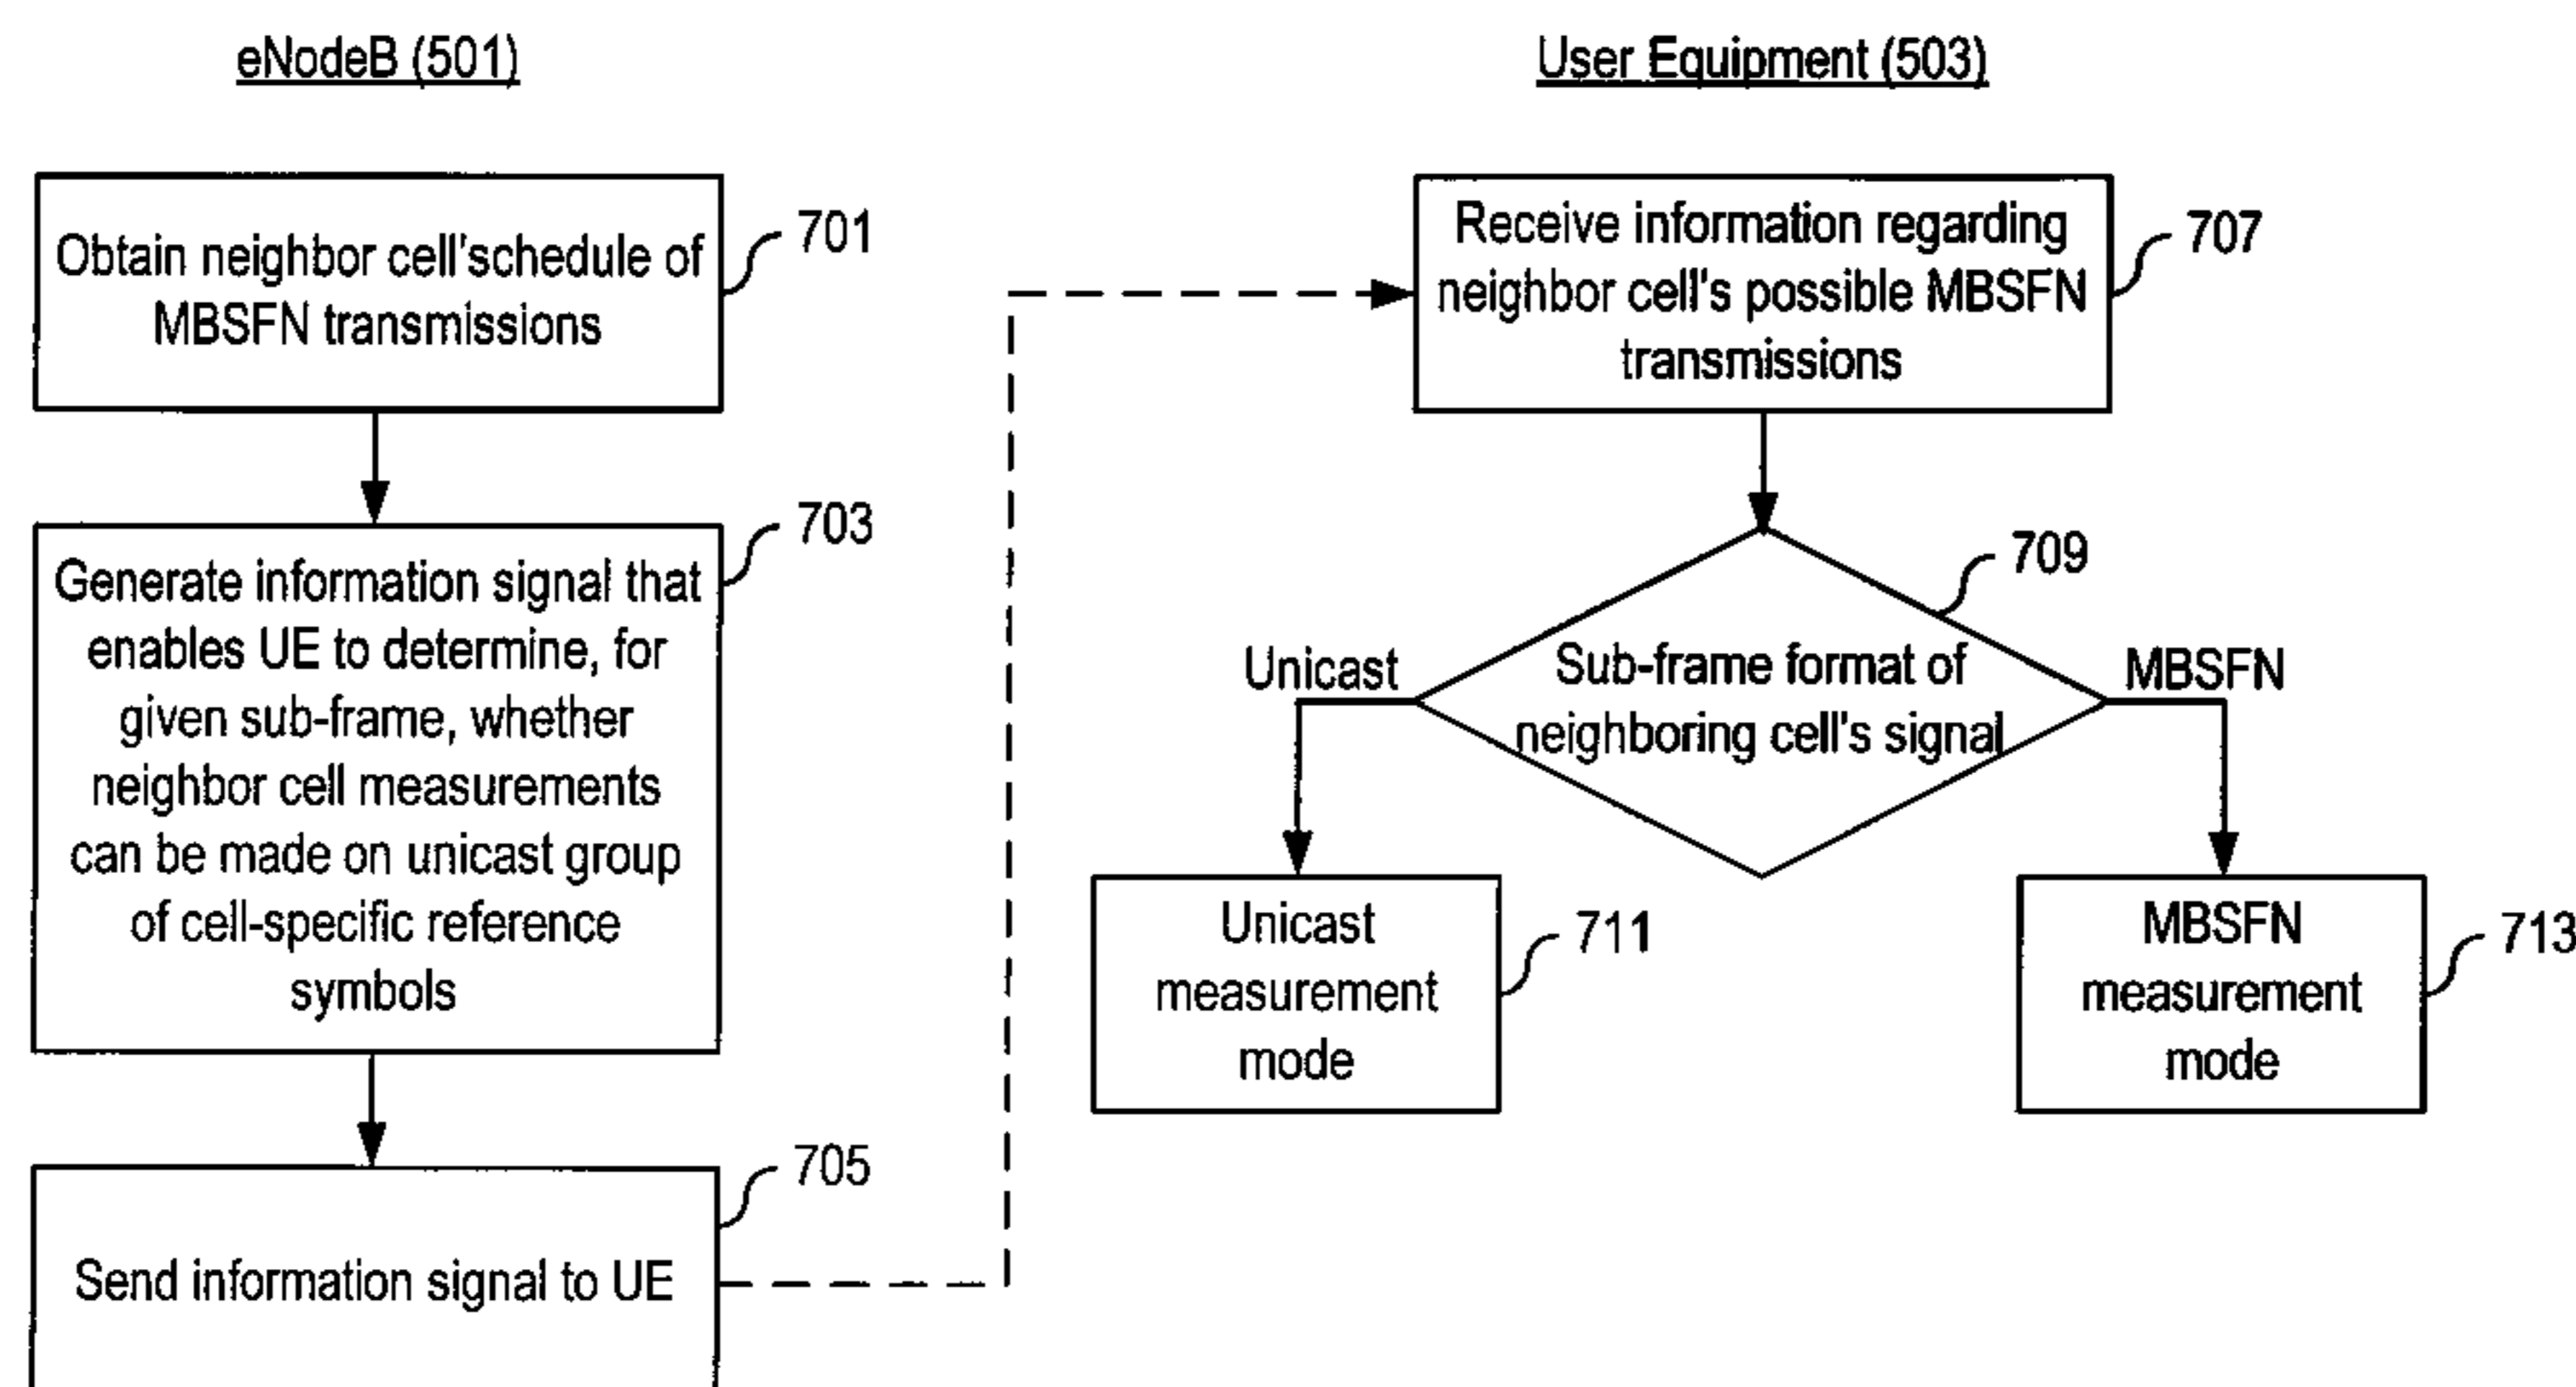 eNodeB (501)
Obtain neighbor cell'schedule of
MBSFN transmissions
701
Generate information signal that
enables UE to determine, for
given sub-frame, whether
neighbor cell measurements
can be made on unicast group
of cell-specific reference
symbols
703
Send information signal to UE
705
User Equipment (503)
Receive information regarding
neighbor cell's possible MBSFN
transmissions
707
Sub-frame format of
neighboring cell's signal
709
Unicast
MBSFN
Unicast
measurement
mode
711
MBSFN
measurement
mode
713